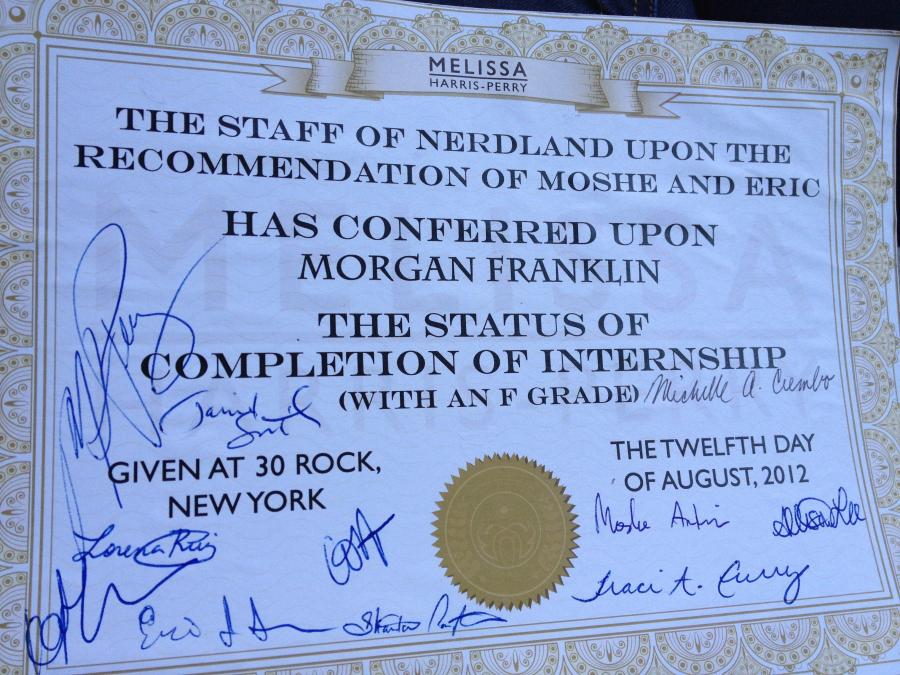 MELISSA
HARRIS-PERRY
THE STAFF OF NERDLAND UPON THE
RECOMMENDATION OF MOSHE AND ERIC
HAS CONFERRED UPON
MORGAN FRANKLIN
THE STATUS OF
COMPLETION OF INTERNSHIP
(WITH AN F GRADE) Michelle A. Cumbo
GIVEN AT 30 ROCK,
NEW YORK
THE TWELFTH DAY
OF AUGUST, 2012
Moshe
Lorena Ruiz
Traci A. Curry
Eric